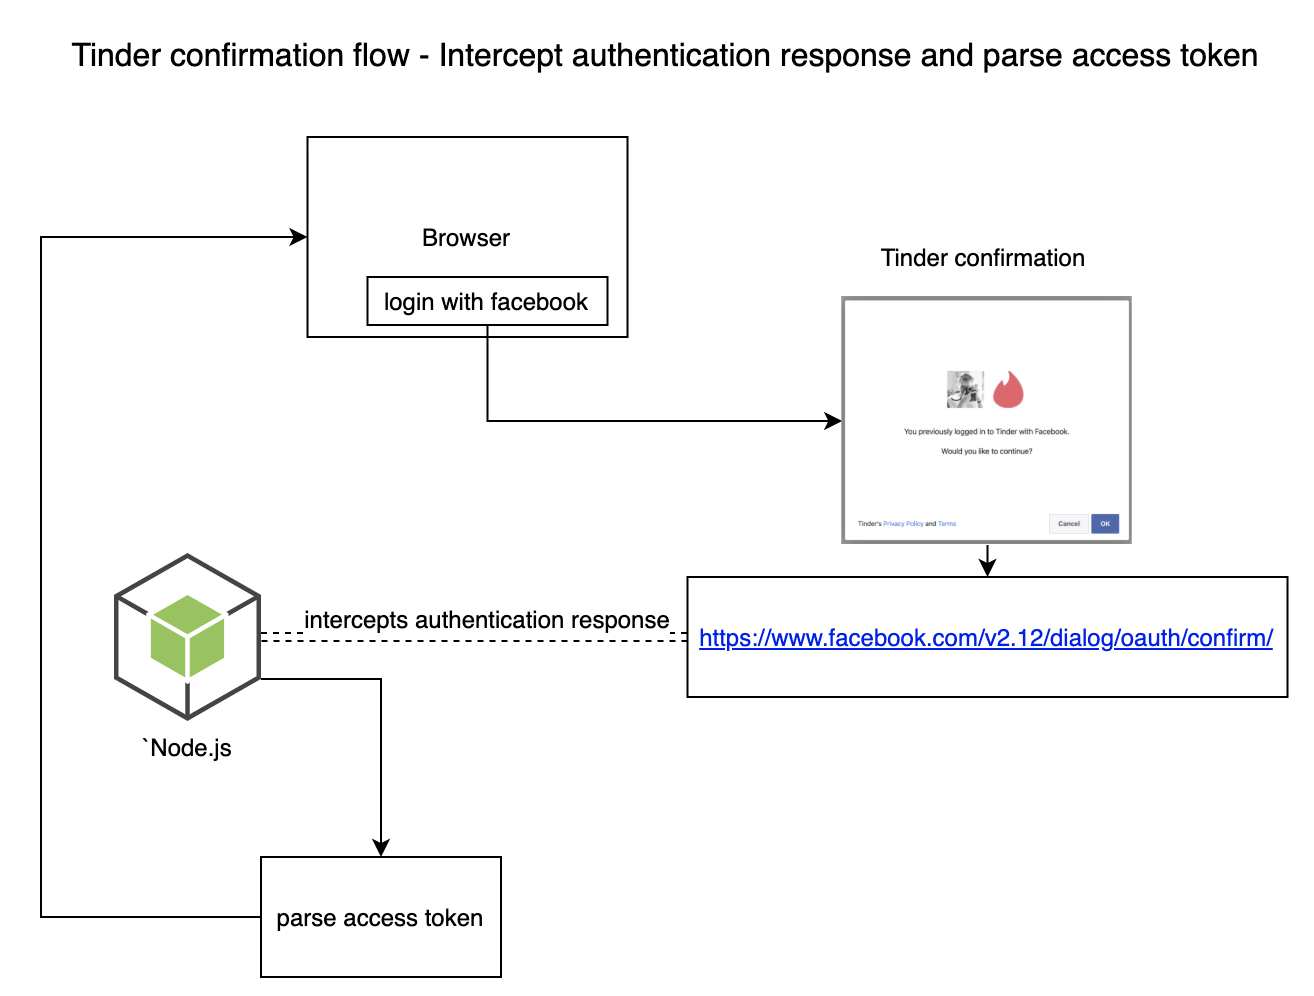 Tinder confirmation flow - Intercept authentication response and parse access token
Browser
login with facebook
Tinder confirmation
You previously logged in to Tinder with Facebook.
Would you like to continue?
Tinder's Privacy Policy and Terms
Cancel
OK
intercepts authentication response
https://www.facebook.com/v2.12/dialog/oauth/confirm/
`Node.js
parse access token